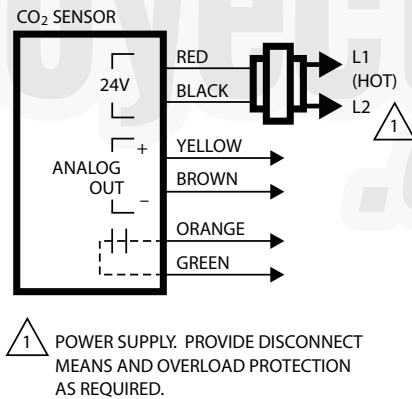 CO₂ SENSOR
RED
L1
(HOT)
24V
BLACK
L2
1
+
YELLOW
ANALOG
OUT
BROWN
–
ORANGE
GREEN
1 POWER SUPPLY. PROVIDE DISCONNECT
MEANS AND OVERLOAD PROTECTION
AS REQUIRED.